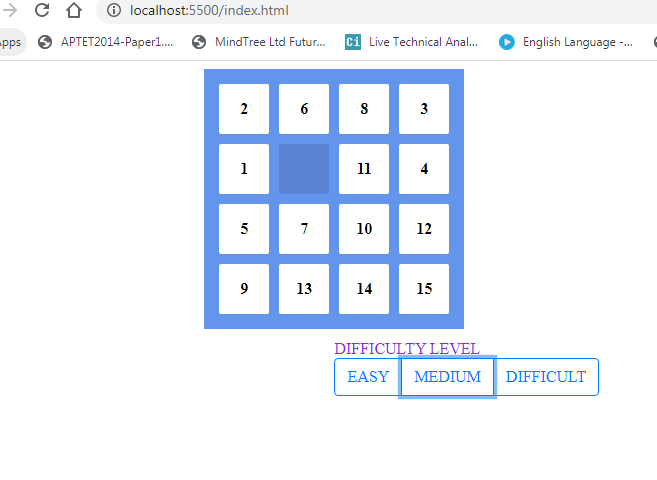 localhost:5500/index.html
Apps APTET2014-Paper1.... MindTree Ltd Futur... Live Technical Anal... English Language -...
2 6 8 3
1 11 4
5 7 10 12
9 13 14 15
DIFFICULTY LEVEL
EASY MEDIUM DIFFICULT